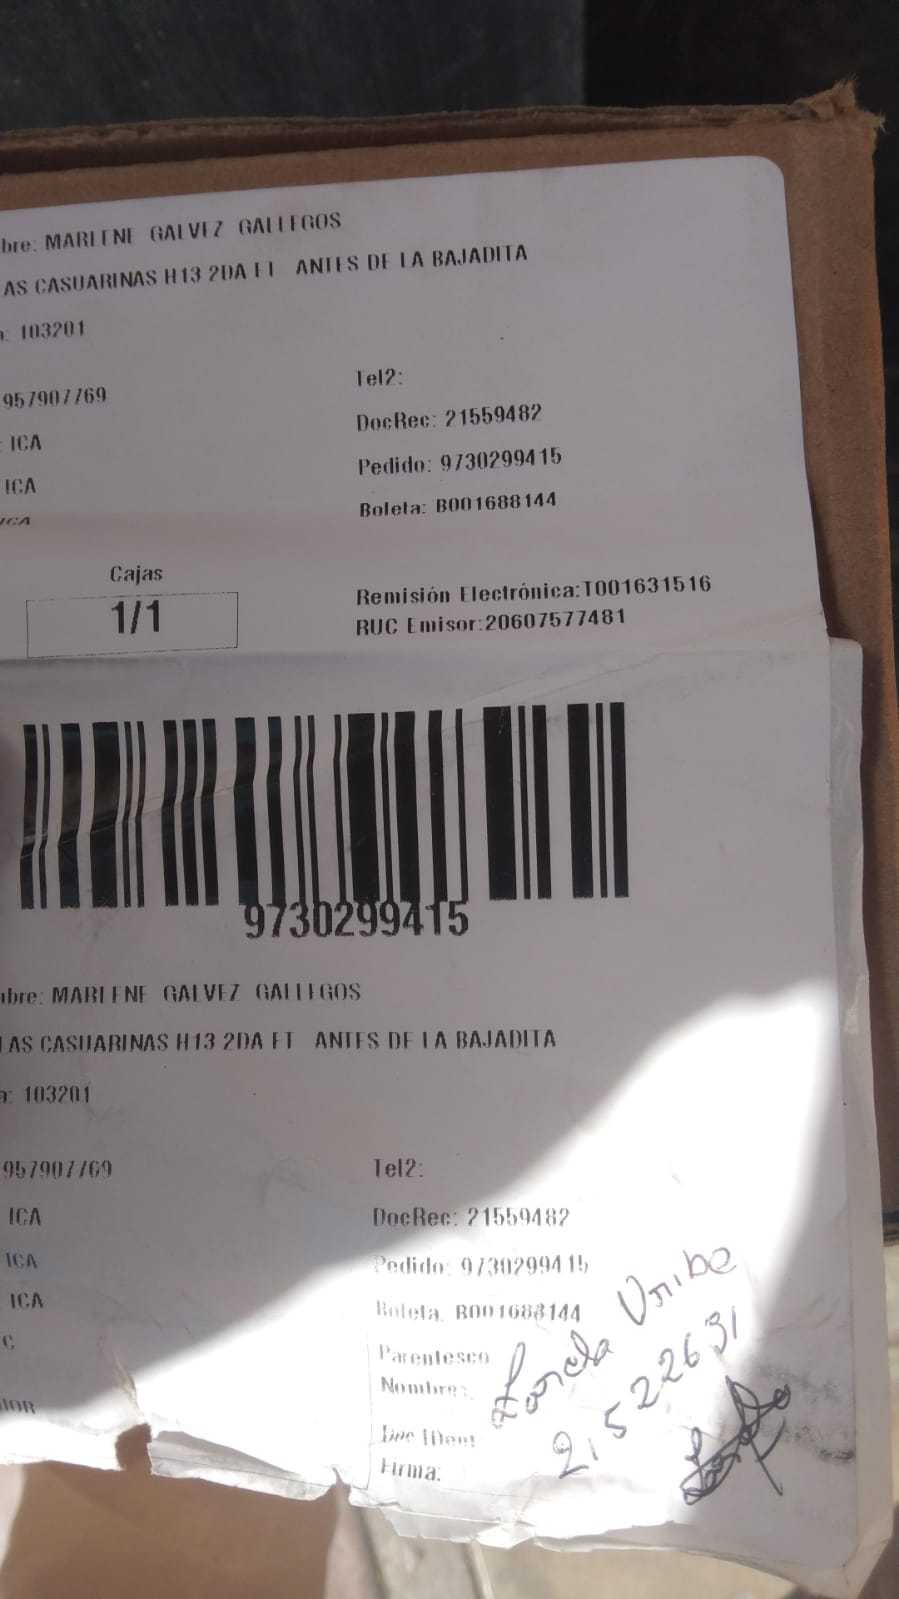 bre: MARLENE GALVEZ GALLEGOS
AS CASUARINAS H13 2DA ET ANTES DE LA BAJADITA
a: 103201
957907769
Tel2:
: ICA
DocRec: 21559482
ICA
Pedido: 9730299415
ICA
Boleta: B001688144
Cajas
1/1
Remisión Electrónica:T001631516
RUC Emisor:20607577481
9730299415
bre: MARLENE GALVEZ GALLEGOS
LAS CASUARINAS H13 2DA ET ANTES DE LA BAJADITA
a: 103201
957907769
Tel2:
ICA
DocRec: 21559482
ICA
Pedido: 9730299415
ICA
Boleta: B001688144
C
Parentesco
Nombre: Uribe
Doc IDent 21522631
Firma: